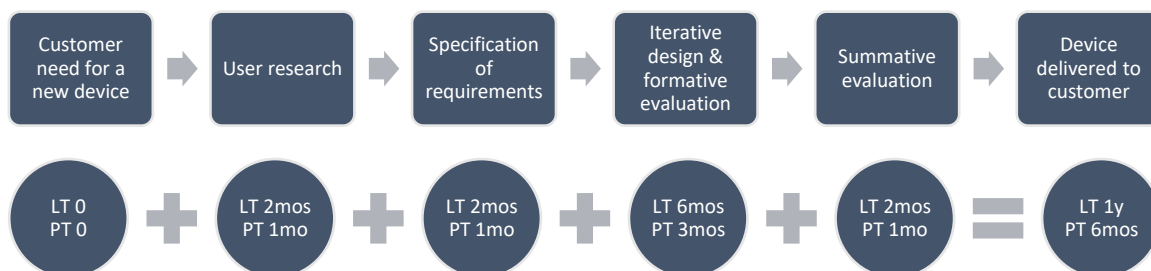 Customer
need for a
new device
User research
Specification
of
requirements
Iterative
design &
formative
evaluation
Summative
evaluation
Device
delivered to
customer
LT 0
PT 0
LT 2mos
PT 1mo
LT 2mos
PT 1mo
LT 6mos
PT 3mos
LT 2mos
PT 1mo
LT 1y
PT 6mos